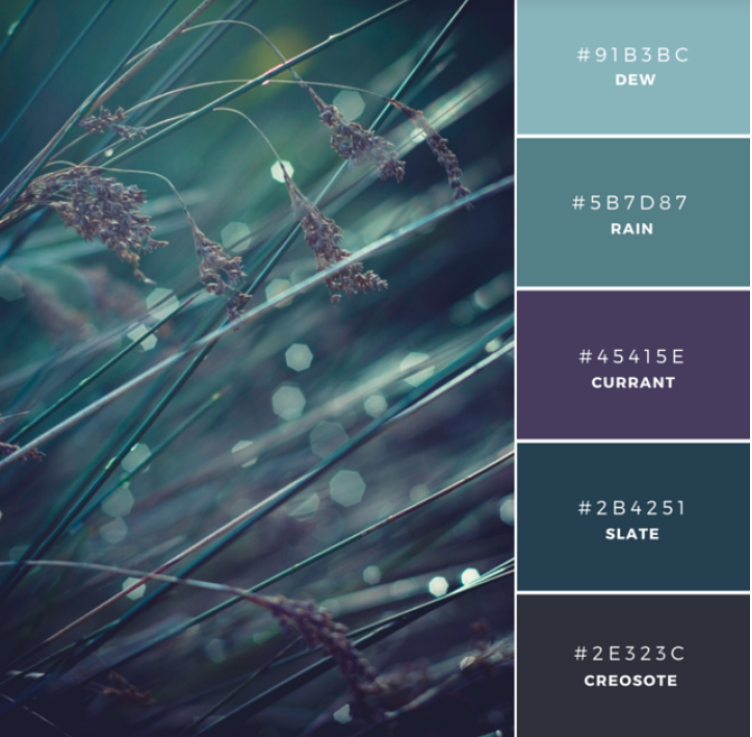 #91B3BC
DEW
#5B7D87
RAIN
#45415E
CURRANT
#2B4251
SLATE
#2E323C
CREOSOTE